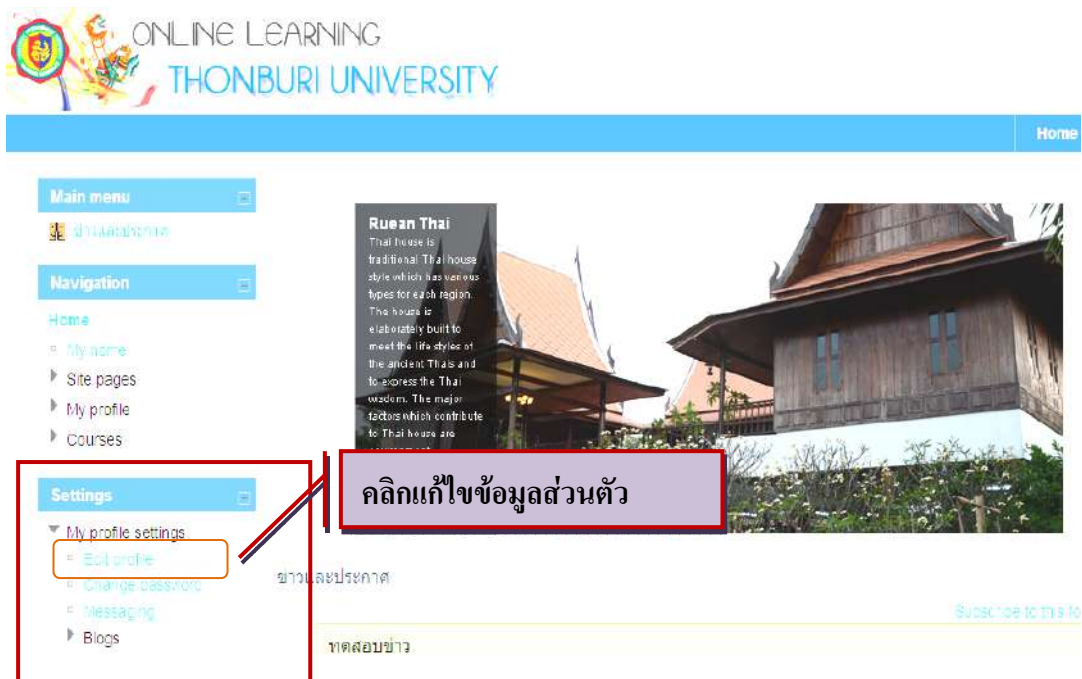 ONLINE LEARNING
THONBURI UNIVERSITY
Home
Main menu
ข่าวและประกาศ
Navigation
Home
My home
Site pages
My profile
Courses
Settings
My profile settings
Edit profile
Change password
Messaging
Blogs
Ruean Thai
Thai house is
traditional Thai house
style which has various
types for each region.
The house is
elaborately built to
meet the life styles of
the ancient Thais and
to express the Thai
wisdom. The major
factors which contribute
to Thai house are
คลิกแก้ไขข้อมูลส่วนตัว
ข่าวและประกาศ
Subscribe to this fo
ทดสอบข่าว